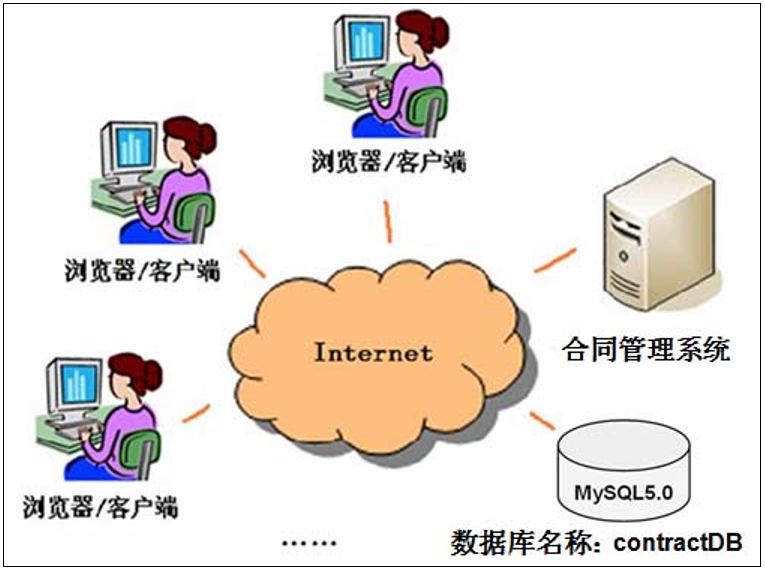 浏览器/客户端
浏览器/客户端
Internet
合同管理系统
浏览器/客户端
MySQL5.0
……
数据库名称：contractDB